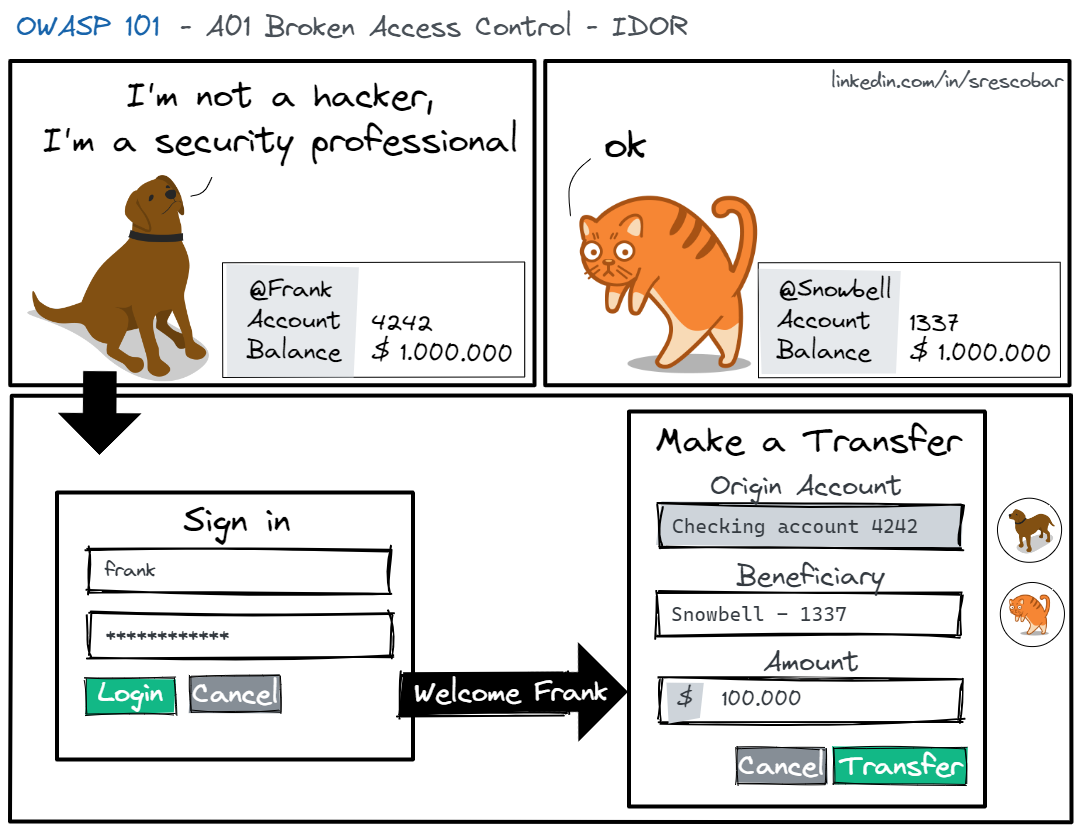 OWASP 101 - A01 Broken Access Control - IDOR
I'm not a hacker,
I'm a security professional
@Frank
Account 4242
Balance $ 1.000.000
linkedin.com/in/srescobar
ok
@Snowbell
Account 1337
Balance $ 1.000.000
Sign in
frank
************
Login Cancel
Welcome Frank
Make a Transfer
Origin Account
Checking account 4242
Beneficiary
Snowbell - 1337
Amount
$ 100.000
Cancel Transfer